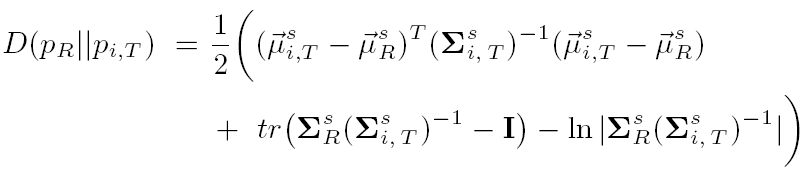 D(p_R||p_{i,T}) = \frac{1}{2}\Big((\vec{\mu}^s_{i,T} - \vec{\mu}^s_R)^T(\mathbf{\Sigma}^s_{i,T})^{-1}(\vec{\mu}^s_{i,T} - \vec{\mu}^s_R)
+ tr\big(\mathbf{\Sigma}^s_R(\mathbf{\Sigma}^s_{i,T})^{-1} - \mathbf{I}\big) - \ln|\mathbf{\Sigma}^s_R(\mathbf{\Sigma}^s_{i,T})^{-1}|\Big)